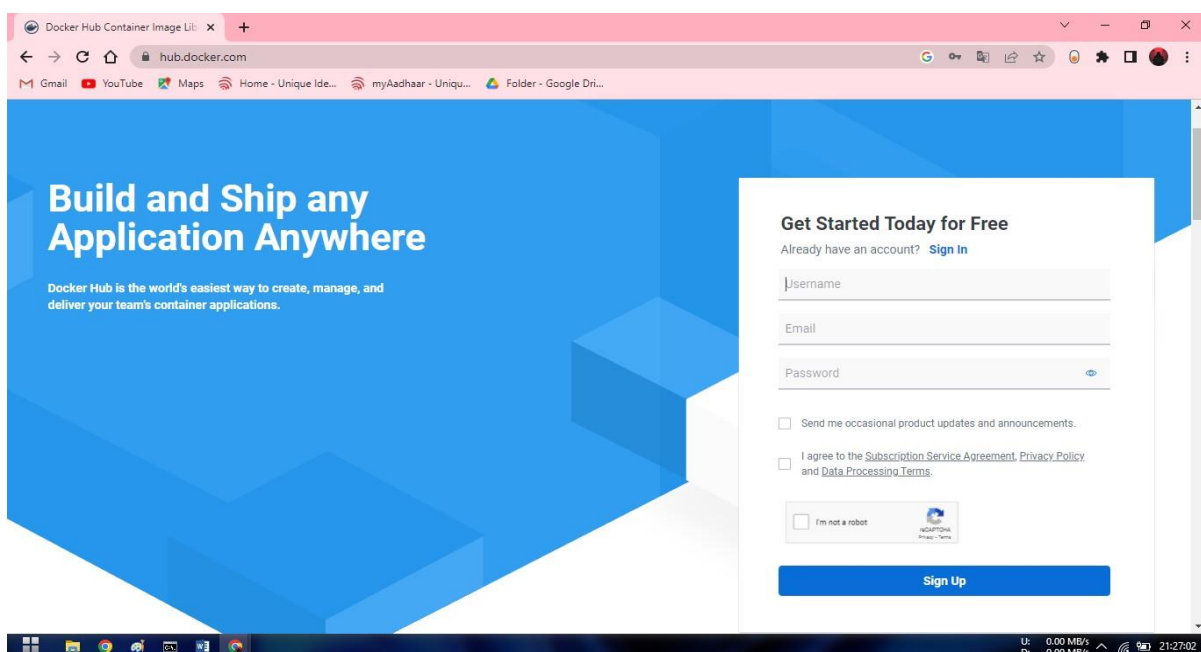 Docker Hub Container Image Lib
hub.docker.com
Gmail YouTube Maps Home - Unique Ide... myAadhaar - Uniqu... Folder - Google Dri...
Build and Ship any
Application Anywhere
Docker Hub is the world's easiest way to create, manage, and
deliver your team's container applications.
Get Started Today for Free
Already have an account? Sign In
Username
Email
Password
Send me occasional product updates and announcements.
I agree to the Subscription Service Agreement, Privacy Policy
and Data Processing Terms.
I'm not a robot
reCAPTCHA
Privacy - Terms
Sign Up
U: 0.00 MB/s
D: 0.00 MB/s
21:27:02